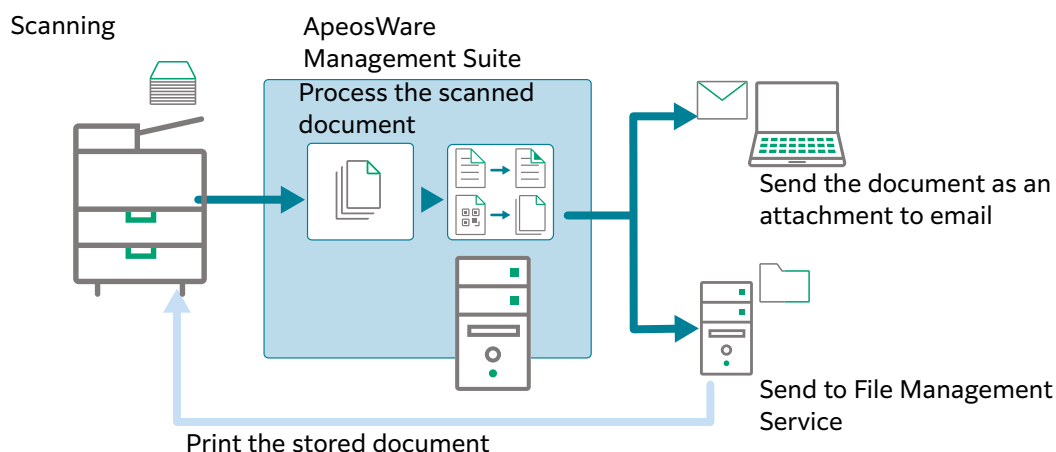 Scanning
ApeosWare
Management Suite
Process the scanned
document
Send the document as an
attachment to email
Send to File Management
Service
Print the stored document